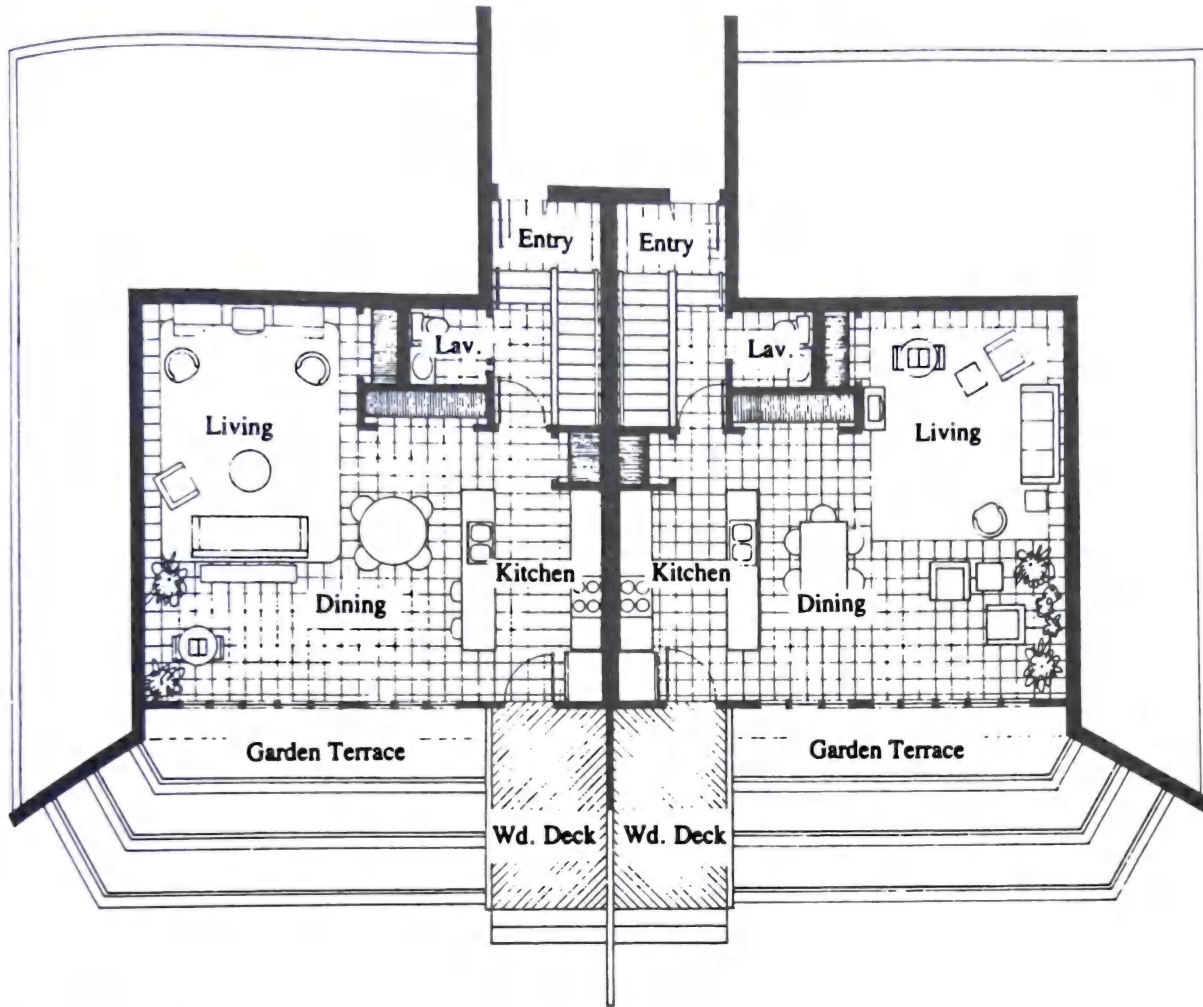 Entry Entry
Lav. Lav.
Living Living
Kitchen Kitchen
Dining Dining
Garden Terrace Garden Terrace
Wd. Deck Wd. Deck